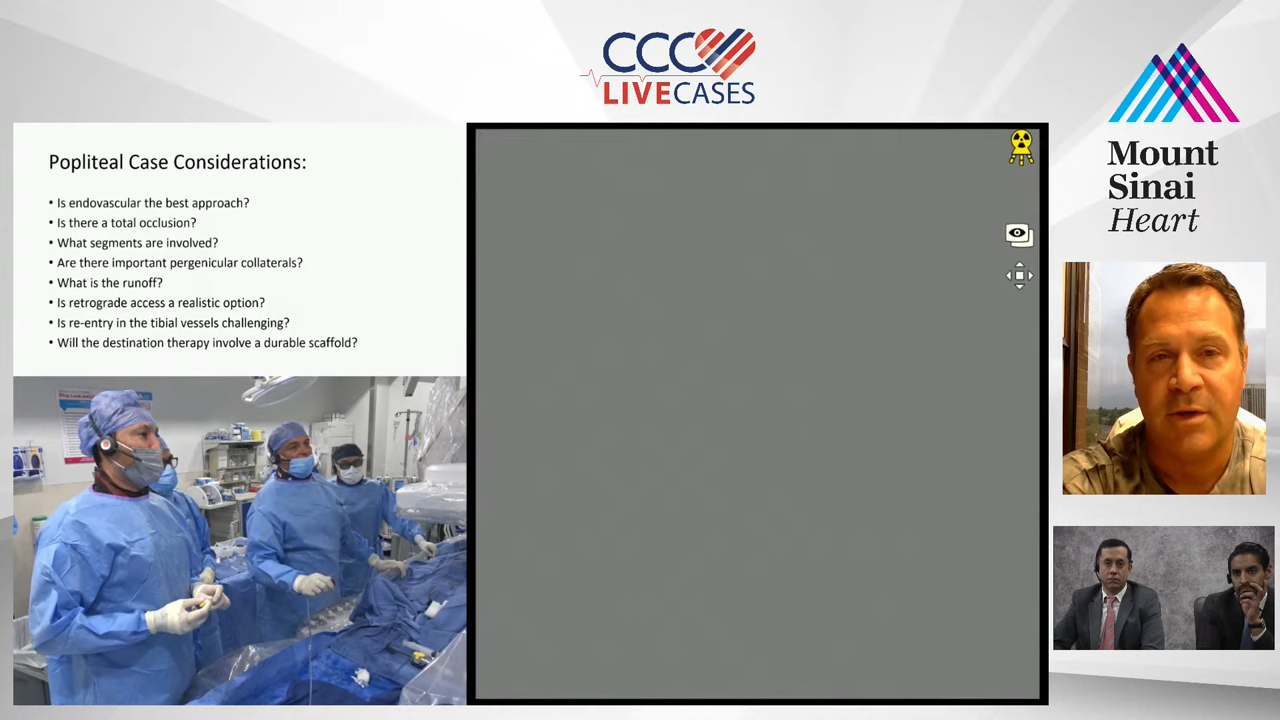 CCC
LIVECASES
Mount
Sinai
Heart
Popliteal Case Considerations:
• Is endovascular the best approach?
• Is there a total occlusion?
• What segments are involved?
• Are there important pergenicular collaterals?
• What is the runoff?
• Is retrograde access a realistic option?
• Is re-entry in the tibial vessels challenging?
• Will the destination therapy involve a durable scaffold?